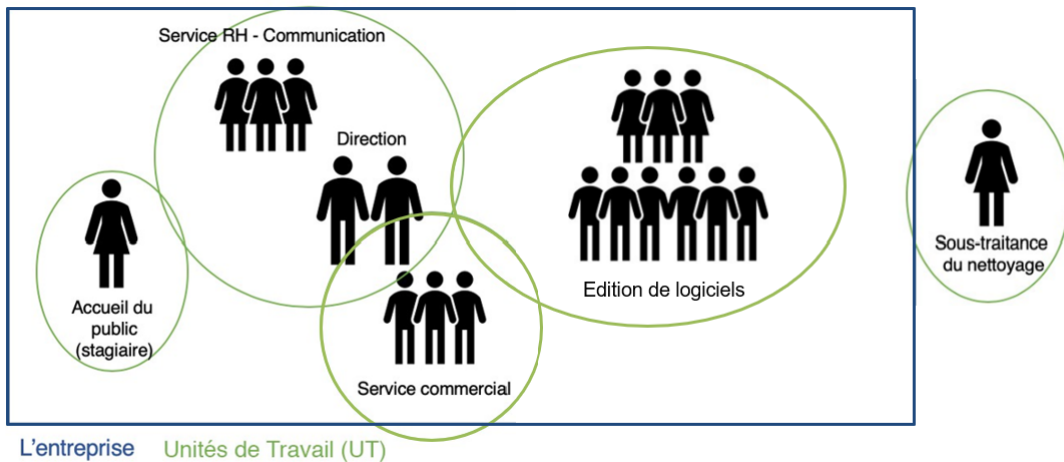 Service RH - Communication
Direction
Accueil du
public
(stagiaire)
Service commercial
Edition de logiciels
Sous-traitance
du nettoyage
L'entreprise
Unités de Travail (UT)